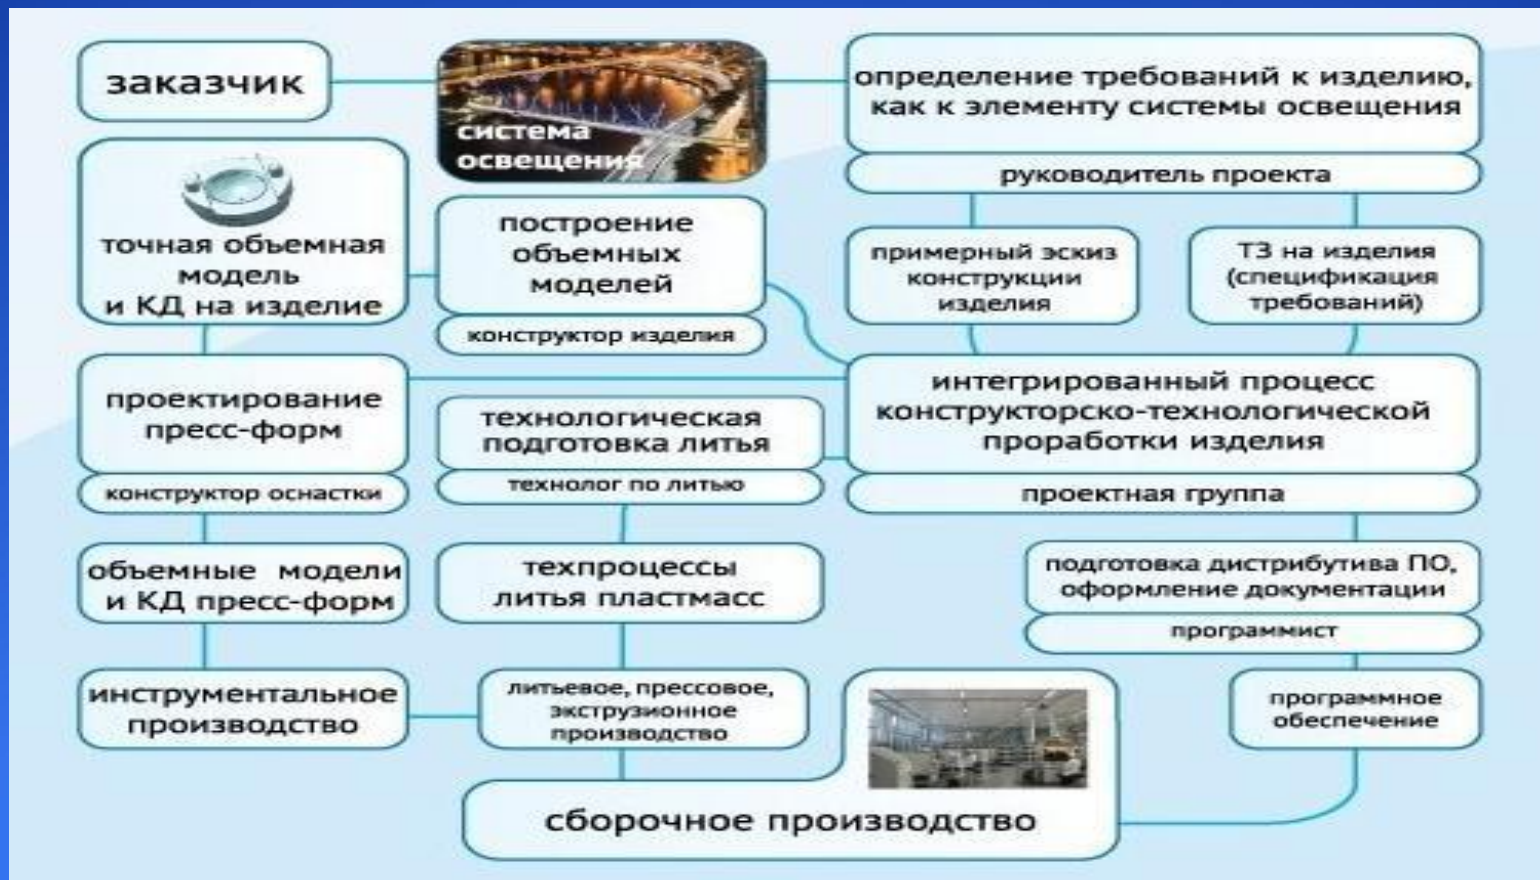 заказчик
система
освещения
определение требований к изделию,
как к элементу системы освещения
руководитель проекта
точная объемная
модель
и КД на изделие
построение
объемных
моделей
конструктор изделия
примерный эскиз
конструкции
изделия
ТЗ на изделия
(спецификация
требований)
проектирование
пресс-форм
конструктор оснастки
технологическая
подготовка литья
технолог по литью
интегрированный процесс
конструкторско-технологической
проработки изделия
проектная группа
объемные модели
и КД пресс-форм
техпроцессы
литья пластмасс
подготовка дистрибутива ПО,
оформление документации
программист
инструментальное
производство
литьевое, прессовое,
экструзионное
производство
программное
обеспечение
сборочное производство